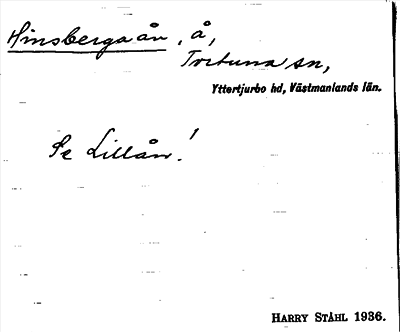 Hinsbergaån, å,
Tortuna sn,
Yttertjurbo hd, Västmanlands län.
Se Lillån!
HARRY STÅHL 1936.